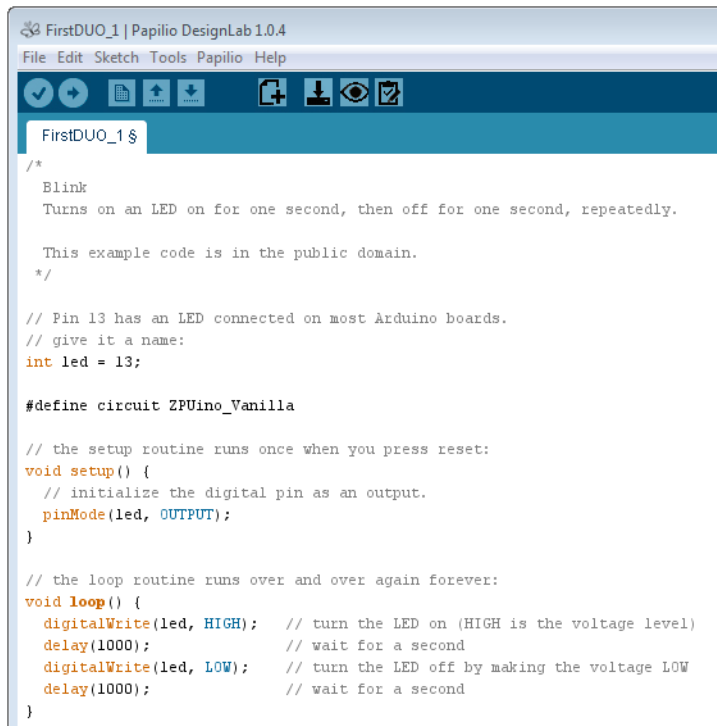 FirstDUO_1 | Papilio DesignLab 1.0.4
File Edit Sketch Tools Papilio Help
FirstDUO_1 §
/*
  Blink
  Turns on an LED on for one second, then off for one second, repeatedly.

  This example code is in the public domain.
 */

// Pin 13 has an LED connected on most Arduino boards.
// give it a name:
int led = 13;

#define circuit ZPUino_Vanilla

// the setup routine runs once when you press reset:
void setup() {
  // initialize the digital pin as an output.
  pinMode(led, OUTPUT);
}

// the loop routine runs over and over again forever:
void loop() {
  digitalWrite(led, HIGH);   // turn the LED on (HIGH is the voltage level)
  delay(1000);               // wait for a second
  digitalWrite(led, LOW);    // turn the LED off by making the voltage LOW
  delay(1000);               // wait for a second
}